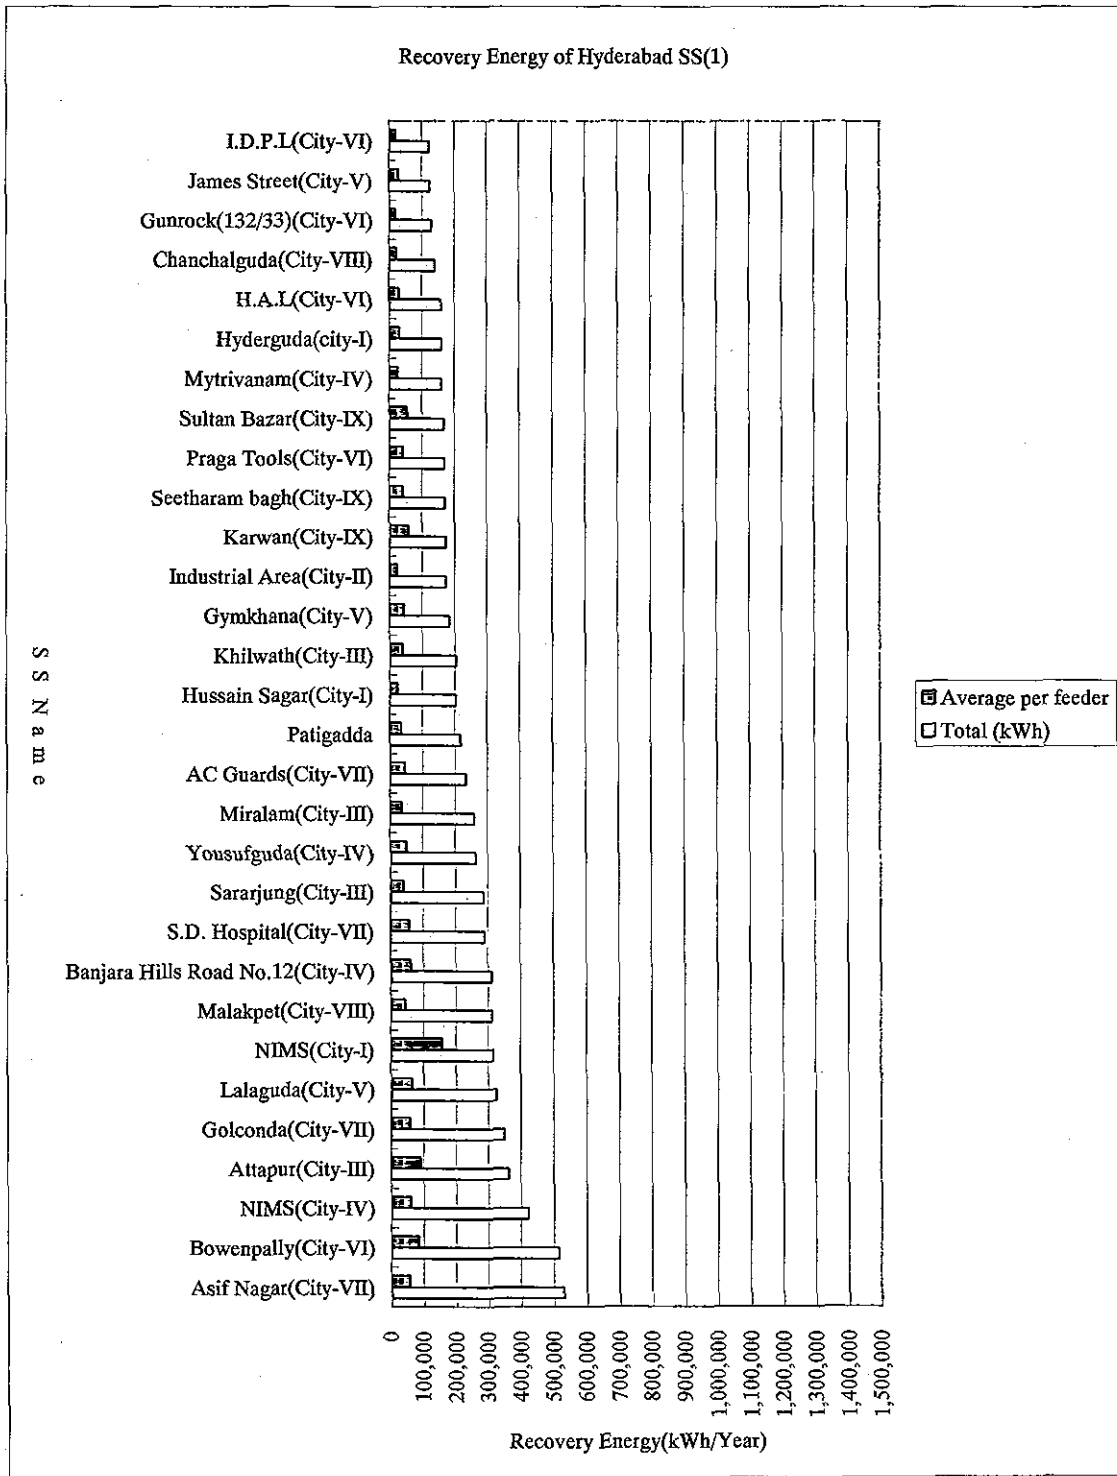 Recovery Energy of Hyderabad SS(1)
I.D.P.L(City-VI)
James Street(City-V)
Gunrock(132/33)(City-VI)
Chanchalguda(City-VIII)
H.A.L(City-VI)
Hyderguda(city-I)
Mytrivanam(City-IV)
Sultan Bazar(City-IX)
Praga Tools(City-VI)
Seetharam bagh(City-IX)
Karwan(City-IX)
Industrial Area(City-II)
Gymkhana(City-V)
Khilwath(City-III)
Hussain Sagar(City-I)
Patigadda
AC Guards(City-VII)
Miralam(City-III)
Yousufguda(City-IV)
Sararjung(City-III)
S.D. Hospital(City-VII)
Banjara Hills Road No.12(City-IV)
Malakpet(City-VIII)
NIMS(City-I)
Lalaguda(City-V)
Golconda(City-VII)
Attapur(City-III)
NIMS(City-IV)
Bowenpally(City-VI)
Asif Nagar(City-VII)
SS Name
Average per feeder
Total (kWh)
0
100,000
200,000
300,000
400,000
500,000
600,000
700,000
800,000
900,000
1,000,000
1,100,000
1,200,000
1,300,000
1,400,000
1,500,000
Recovery Energy(kWh/Year)